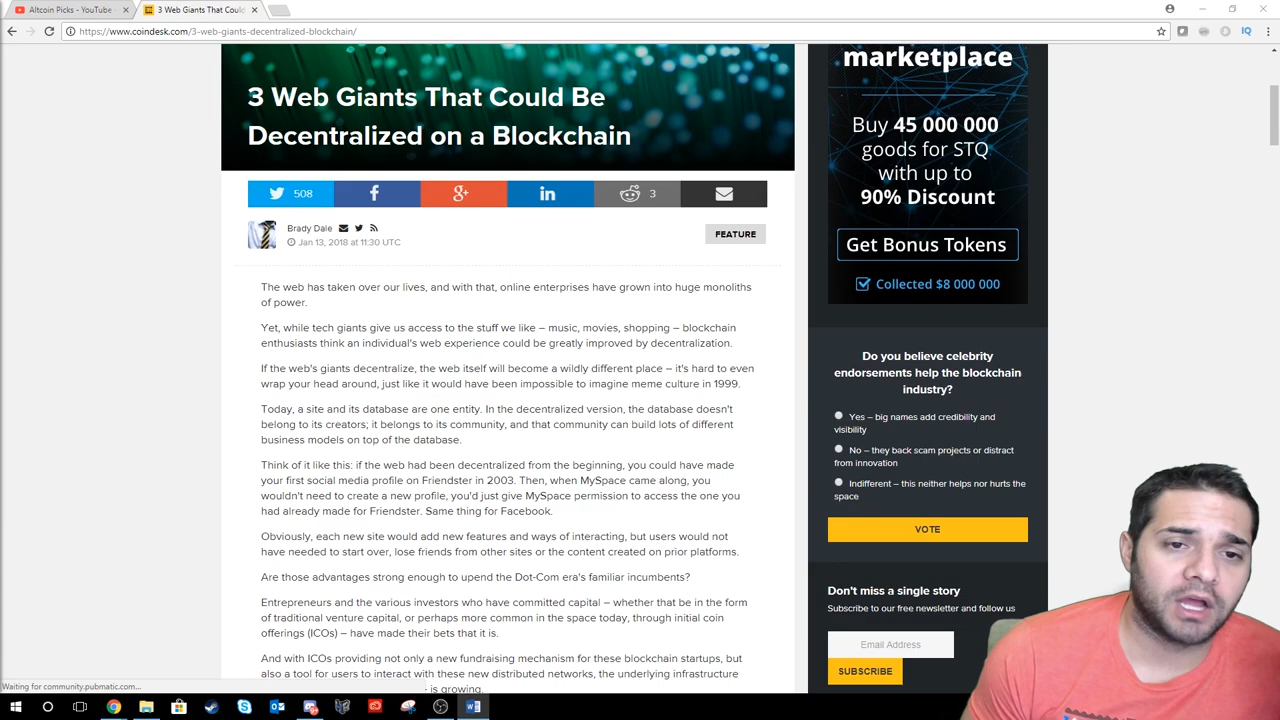 Altcoin Picks - YouTube
3 Web Giants That Could
https://www.coindesk.com/3-web-giants-decentralized-blockchain/
3 Web Giants That Could Be
Decentralized on a Blockchain
508
3
Brady Dale
Jan 13, 2018 at 11:30 UTC
FEATURE
The web has taken over our lives, and with that, online enterprises have grown into huge monoliths
of power.
Yet, while tech giants give us access to the stuff we like – music, movies, shopping – blockchain
enthusiasts think an individual's web experience could be greatly improved by decentralization.
If the web's giants decentralize, the web itself will become a wildly different place – it's hard to even
wrap your head around, just like it would have been impossible to imagine meme culture in 1999.
Today, a site and its database are one entity. In the decentralized version, the database doesn't
belong to its creators; it belongs to its community, and that community can build lots of different
business models on top of the database.
Think of it like this: if the web had been decentralized from the beginning, you could have made
your first social media profile on Friendster in 2003. Then, when MySpace came along, you
wouldn't need to create a new profile, you'd just give MySpace permission to access the one you
had already made for Friendster. Same thing for Facebook.
Obviously, each new site would add new features and ways of interacting, but users would not
have needed to start over, lose friends from other sites or the content created on prior platforms.
Are those advantages strong enough to upend the Dot-Com era's familiar incumbents?
Entrepreneurs and the various investors who have committed capital – whether that be in the form
of traditional venture capital, or perhaps more common in the space today, through initial coin
offerings (ICOs) – have made their bets that it is.
And with ICOs providing not only a new fundraising mechanism for these blockchain startups, but
also a tool for users to interact with these new distributed networks, the underlying infrastructure
e is growing.
Waiting for community.pubmatic.com...
marketplace
Buy 45 000 000
goods for STQ
with up to
90% Discount
Get Bonus Tokens
Collected $8 000 000
Do you believe celebrity
endorsements help the blockchain
industry?
Yes – big names add credibility and
visibility
No – they back scam projects or distract
from innovation
Indifferent – this neither helps nor hurts the
space
VOTE
Don't miss a single story
Subscribe to our free newsletter and follow us
Email Address
SUBSCRIBE